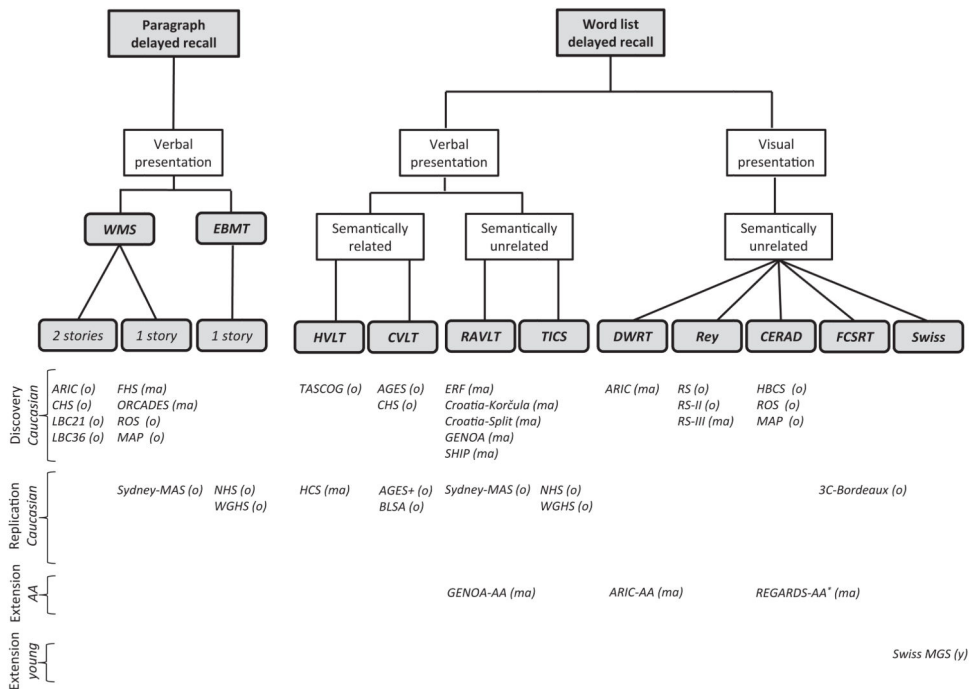 Paragraph
delayed recall
Word list
delayed recall
Verbal
presentation
Verbal
presentation
Visual
presentation
WMS
EBMT
Semantically
related
Semantically
unrelated
Semantically
unrelated
2 stories
1 story
1 story
HVLT
CVLT
RAVLT
TICS
DWRT
Rey
CERAD
FCSRT
Swiss
Discovery
Caucasian
ARIC (o)
CHS (o)
LBC21 (o)
LBC36 (o)
FHS (ma)
ORCADES (ma)
ROS (o)
MAP (o)
TASCOG (o)
AGES (o)
CHS (o)
ERF (ma)
Croatia-Korčula (ma)
Croatia-Split (ma)
GENOA (ma)
SHIP (ma)
ARIC (ma)
RS (o)
RS-II (o)
RS-III (ma)
HBCS (o)
ROS (o)
MAP (o)
Replication
Caucasian
Sydney-MAS (o)
NHS (o)
WGHS (o)
HCS (ma)
AGES+ (o)
BLSA (o)
Sydney-MAS (o)
NHS (o)
WGHS (o)
3C-Bordeaux (o)
Extension
AA
GENOA-AA (ma)
ARIC-AA (ma)
REGARDS-AA* (ma)
Extension
young
Swiss MGS (y)